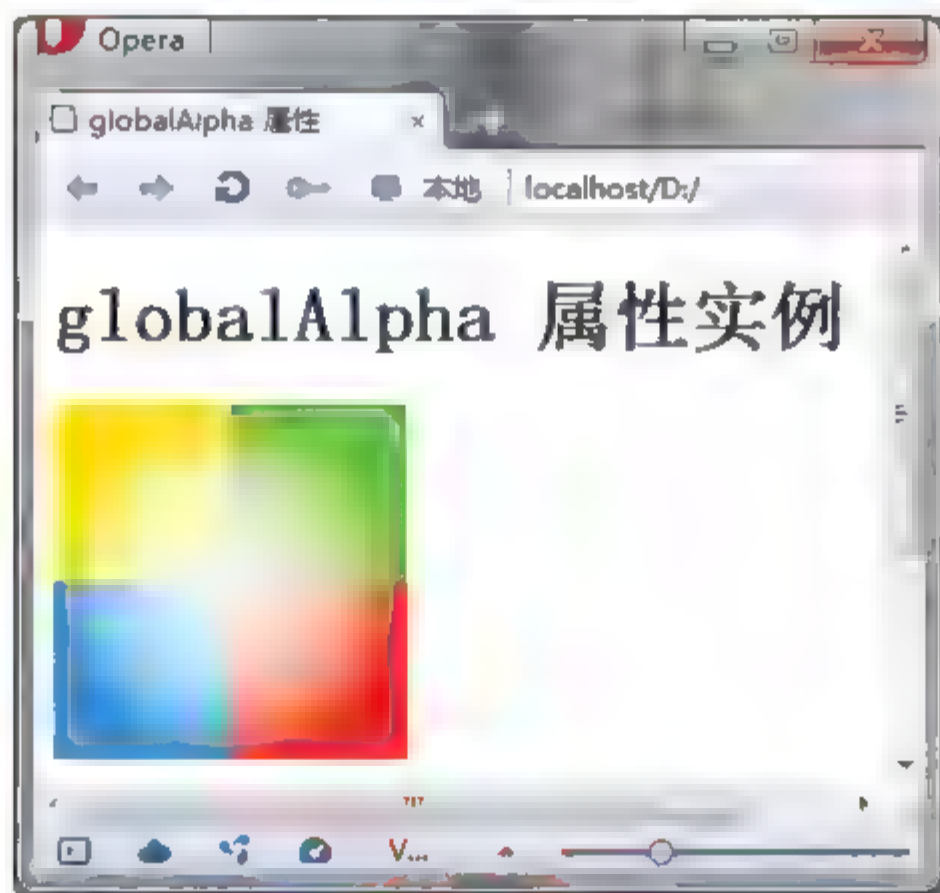 Opera
globalAlpha 属性
本地 localhost/D:/
globalAlpha 属性实例
V...